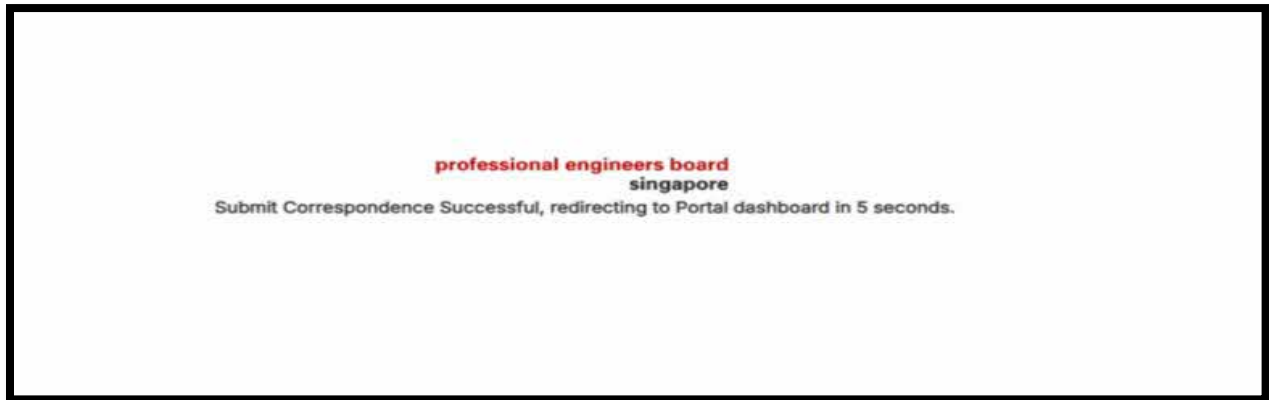 professional engineers board
singapore
Submit Correspondence Successful, redirecting to Portal dashboard in 5 seconds.